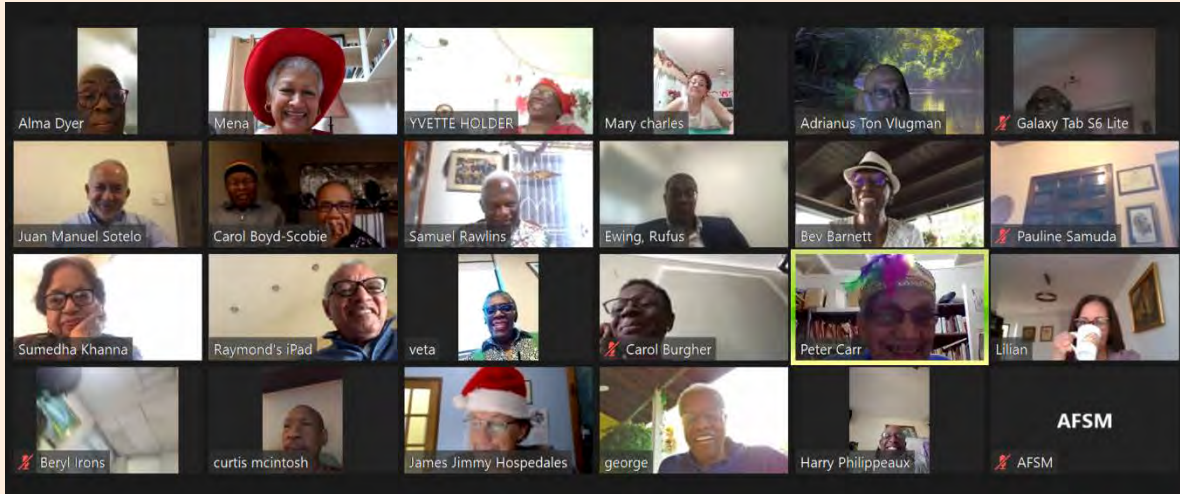 Alma Dyer
Mena
YVETTE HOLDER
Mary charles
Adrianus Ton Vlugman
Galaxy Tab S6 Lite
Juan Manuel Sotelo
Carol Boyd-Scobie
Samuel Rawlins
Ewing, Rufus
Bev Barnett
Pauline Samuda
Sumedha Khanna
Raymond's iPad
veta
Carol Burgher
Peter Carr
Lilian
Beryl Irons
curtis mcintosh
James Jimmy Hospedales
george
Harry Philippeaux
AFSM
AFSM